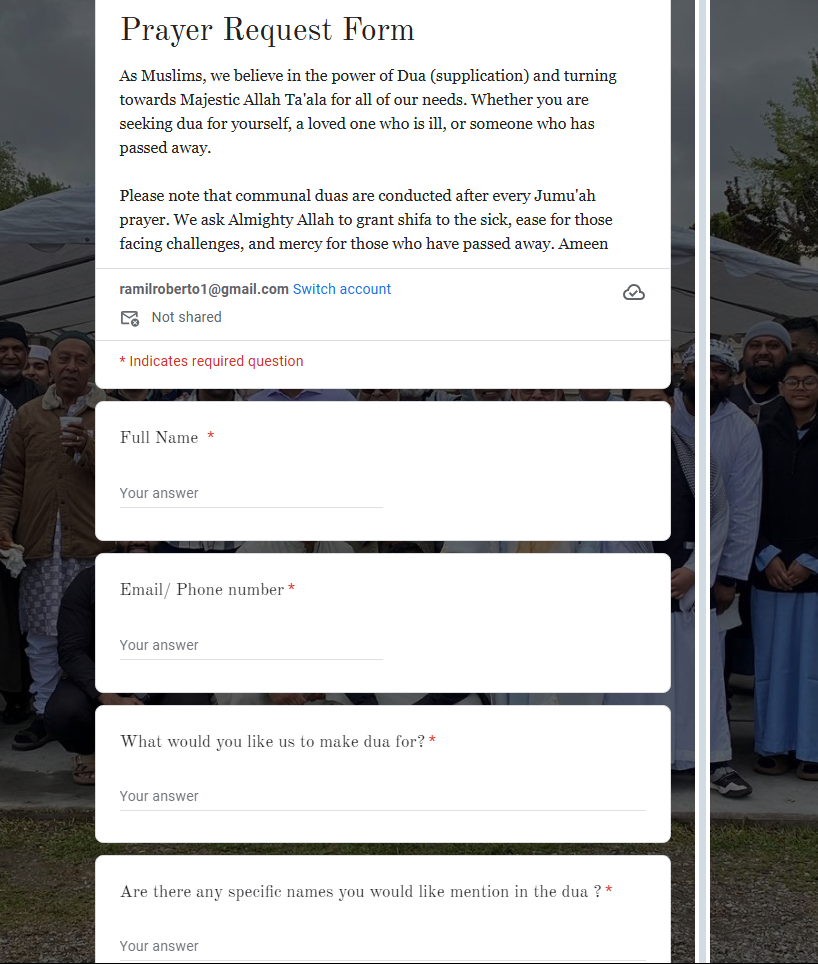 Prayer Request Form
As Muslims, we believe in the power of Dua (supplication) and turning
towards Majestic Allah Ta'ala for all of our needs. Whether you are
seeking dua for yourself, a loved one who is ill, or someone who has
passed away.
Please note that communal duas are conducted after every Jumu'ah
prayer. We ask Almighty Allah to grant shifa to the sick, ease for those
facing challenges, and mercy for those who have passed away. Ameen
ramilroberto1@gmail.com Switch account
Not shared
* Indicates required question
Full Name *
Your answer
Email/ Phone number *
Your answer
What would you like us to make dua for? *
Your answer
Are there any specific names you would like mention in the dua ? *
Your answer